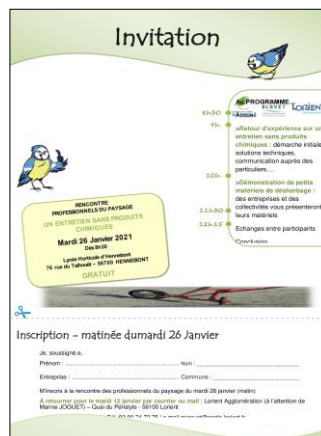 Invitation
PROGRAMME
BLAVET
LORIENT
8h30
Accueil
9h
>Retour d'expérience sur un
entretien sans produits
chimiques : démarche initiale
solutions techniques,
communication auprès des
particuliers....
10h
>Démonstration de petits
matériels de désherbage :
des entreprises et des
collectivités vous présenteront
leurs matériels
11h30
12h15
Echanges entre participants
Conclusion
RENCONTRE
PROFESSIONNELS DU PAYSAGE
UN ENTRETIEN SANS PRODUITS
CHIMIQUES
Mardi 26 Janvier 2021
Dès 8h30
Lycée Horticole d'Hennebont
76 rue du Talhouët – 56700 HENNEBONT
GRATUIT
Inscription – matinée dumardi 26 Janvier
Je, soussigné.e,
Prénom : Nom :
Entreprise : Commune :
M'inscris à la rencontre des professionnels du paysage du mardi 26 janvier (matin)
A retourner pour le mardi 12 janvier par courrier ou mail : Lorient Agglomération (à l'attention de
Marine JOGUET) – Quai du Péristyle - 56100 Lorient